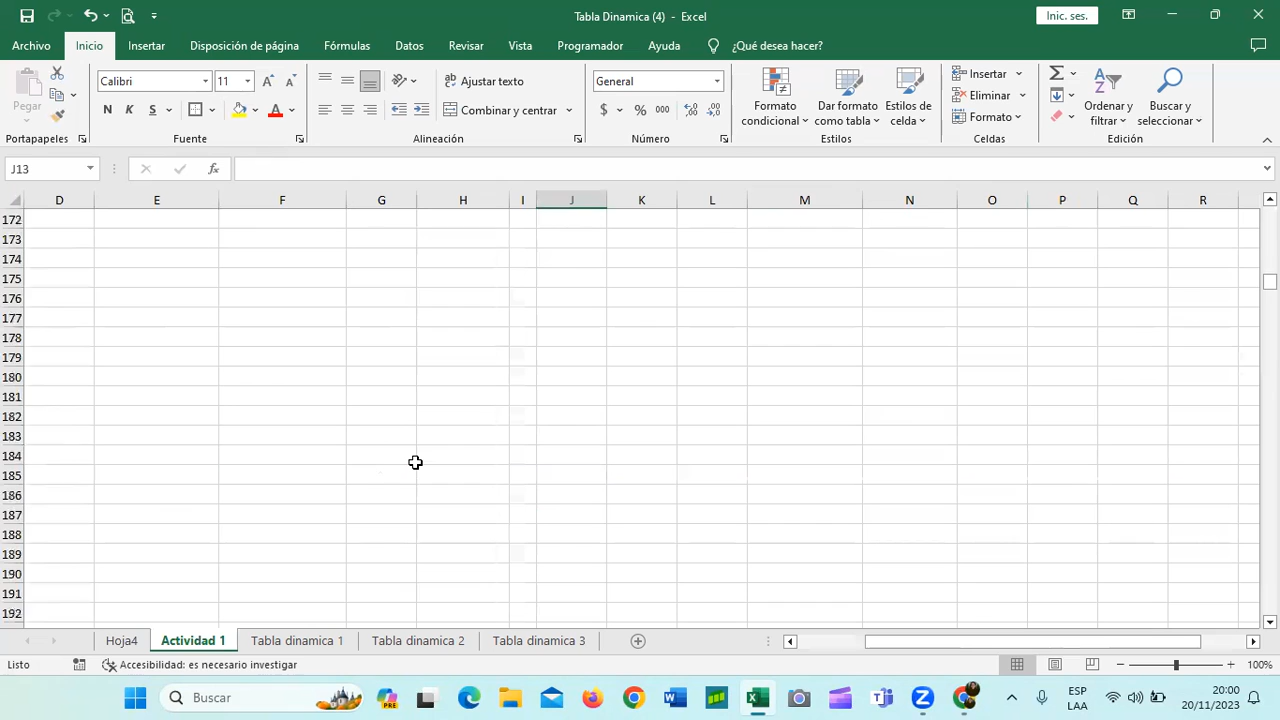 Tabla Dinamica (4) - Excel
Inic. ses.
Archivo Inicio Insertar Disposición de página Fórmulas Datos Revisar Vista Programador Ayuda ¿Qué desea hacer?
Pegar
Calibri 11
N K S
Ajustar texto
Combinar y centrar
General
$ % 000
Formato condicional
Dar formato como tabla
Estilos de celda
Insertar
Eliminar
Formato
Ordenar y filtrar
Buscar y seleccionar
Portapapeles Fuente Alineación Número Estilos Celdas Edición
J13 fx
D E F G H I J K L M N O P Q R
172
173
174
175
176
177
178
179
180
181
182
183
184
185
186
187
188
189
190
191
192
Hoja4 Actividad 1 Tabla dinamica 1 Tabla dinamica 2 Tabla dinamica 3
Listo Accesibilidad: es necesario investigar 100%
Buscar
ESP
LAA
20:00
20/11/2023